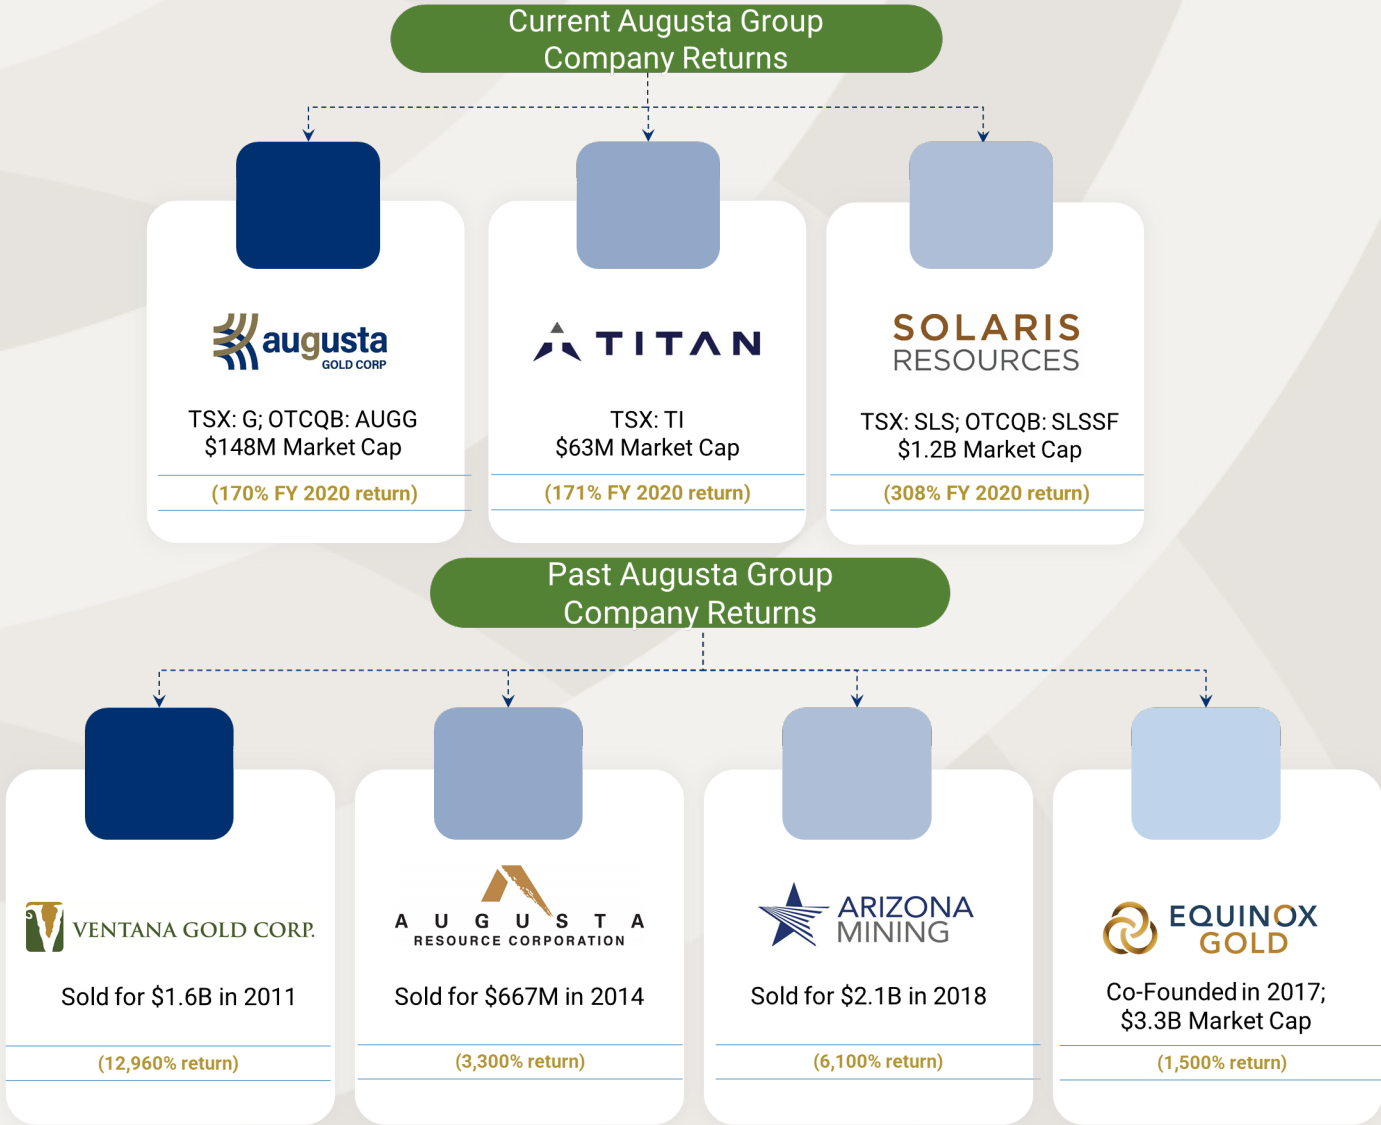 Current Augusta Group
Company Returns
augusta
GOLD CORP
TSX: G; OTCQB: AUGG
$148M Market Cap
(170% FY 2020 return)
TITAN
TSX: TI
$63M Market Cap
(171% FY 2020 return)
SOLARIS
RESOURCES
TSX: SLS; OTCQB: SLSSF
$1.2B Market Cap
(308% FY 2020 return)
Past Augusta Group
Company Returns
VENTANA GOLD CORP.
Sold for $1.6B in 2011
(12,960% return)
AUGUSTA
RESOURCE CORPORATION
Sold for $667M in 2014
(3,300% return)
ARIZONA
MINING
Sold for $2.1B in 2018
(6,100% return)
EQUINOX
GOLD
Co-Founded in 2017;
$3.3B Market Cap
(1,500% return)